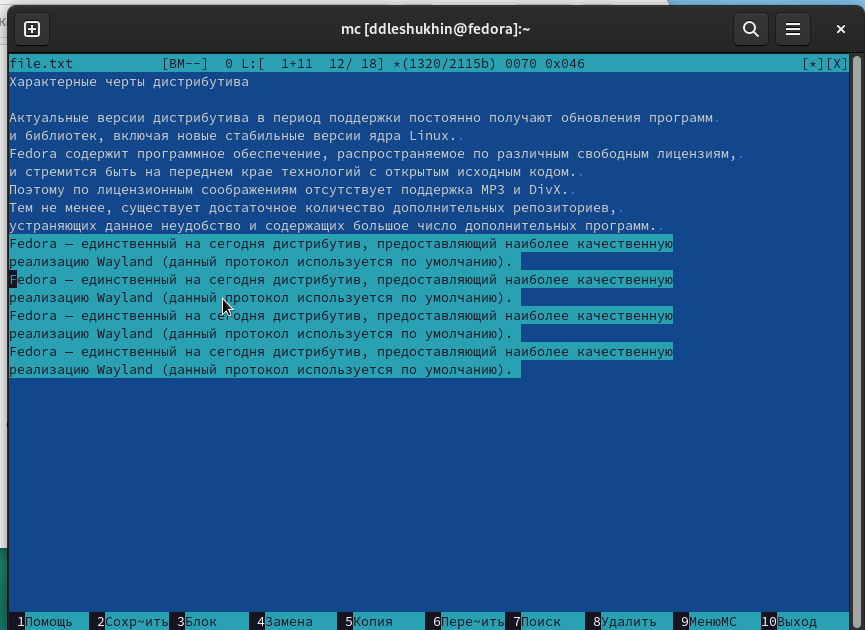 mc [ddleshukhin@fedora]:~
file.txt [BM--] 0 L:[ 1+11 12/ 18] *(1320/2115b) 0070 0x046 [*][X]
Характерные черты дистрибутива
Актуальные версии дистрибутива в период поддержки постоянно получают обновления программ.
и библиотек, включая новые стабильные версии ядра Linux..
Fedora содержит программное обеспечение, распространяемое по различным свободным лицензиям,.
и стремится быть на переднем крае технологий с открытым исходным кодом..
Поэтому по лицензионным соображениям отсутствует поддержка MP3 и DivX..
Тем не менее, существует достаточное количество дополнительных репозиториев,.
устраняющих данное неудобство и содержащих большое число дополнительных программ..
Fedora — единственный на сегодня дистрибутив, предоставляющий наиболее качественную
реализацию Wayland (данный протокол используется по умолчанию).
Fedora — единственный на сегодня дистрибутив, предоставляющий наиболее качественную
реализацию Wayland (данный протокол используется по умолчанию).
Fedora — единственный на сегодня дистрибутив, предоставляющий наиболее качественную
реализацию Wayland (данный протокол используется по умолчанию).
Fedora — единственный на сегодня дистрибутив, предоставляющий наиболее качественную
реализацию Wayland (данный протокол используется по умолчанию).
1Помощь 2Сохр~ить 3Блок 4Замена 5Копия 6Пере~ить 7Поиск 8Удалить 9МенюMC 10Выход